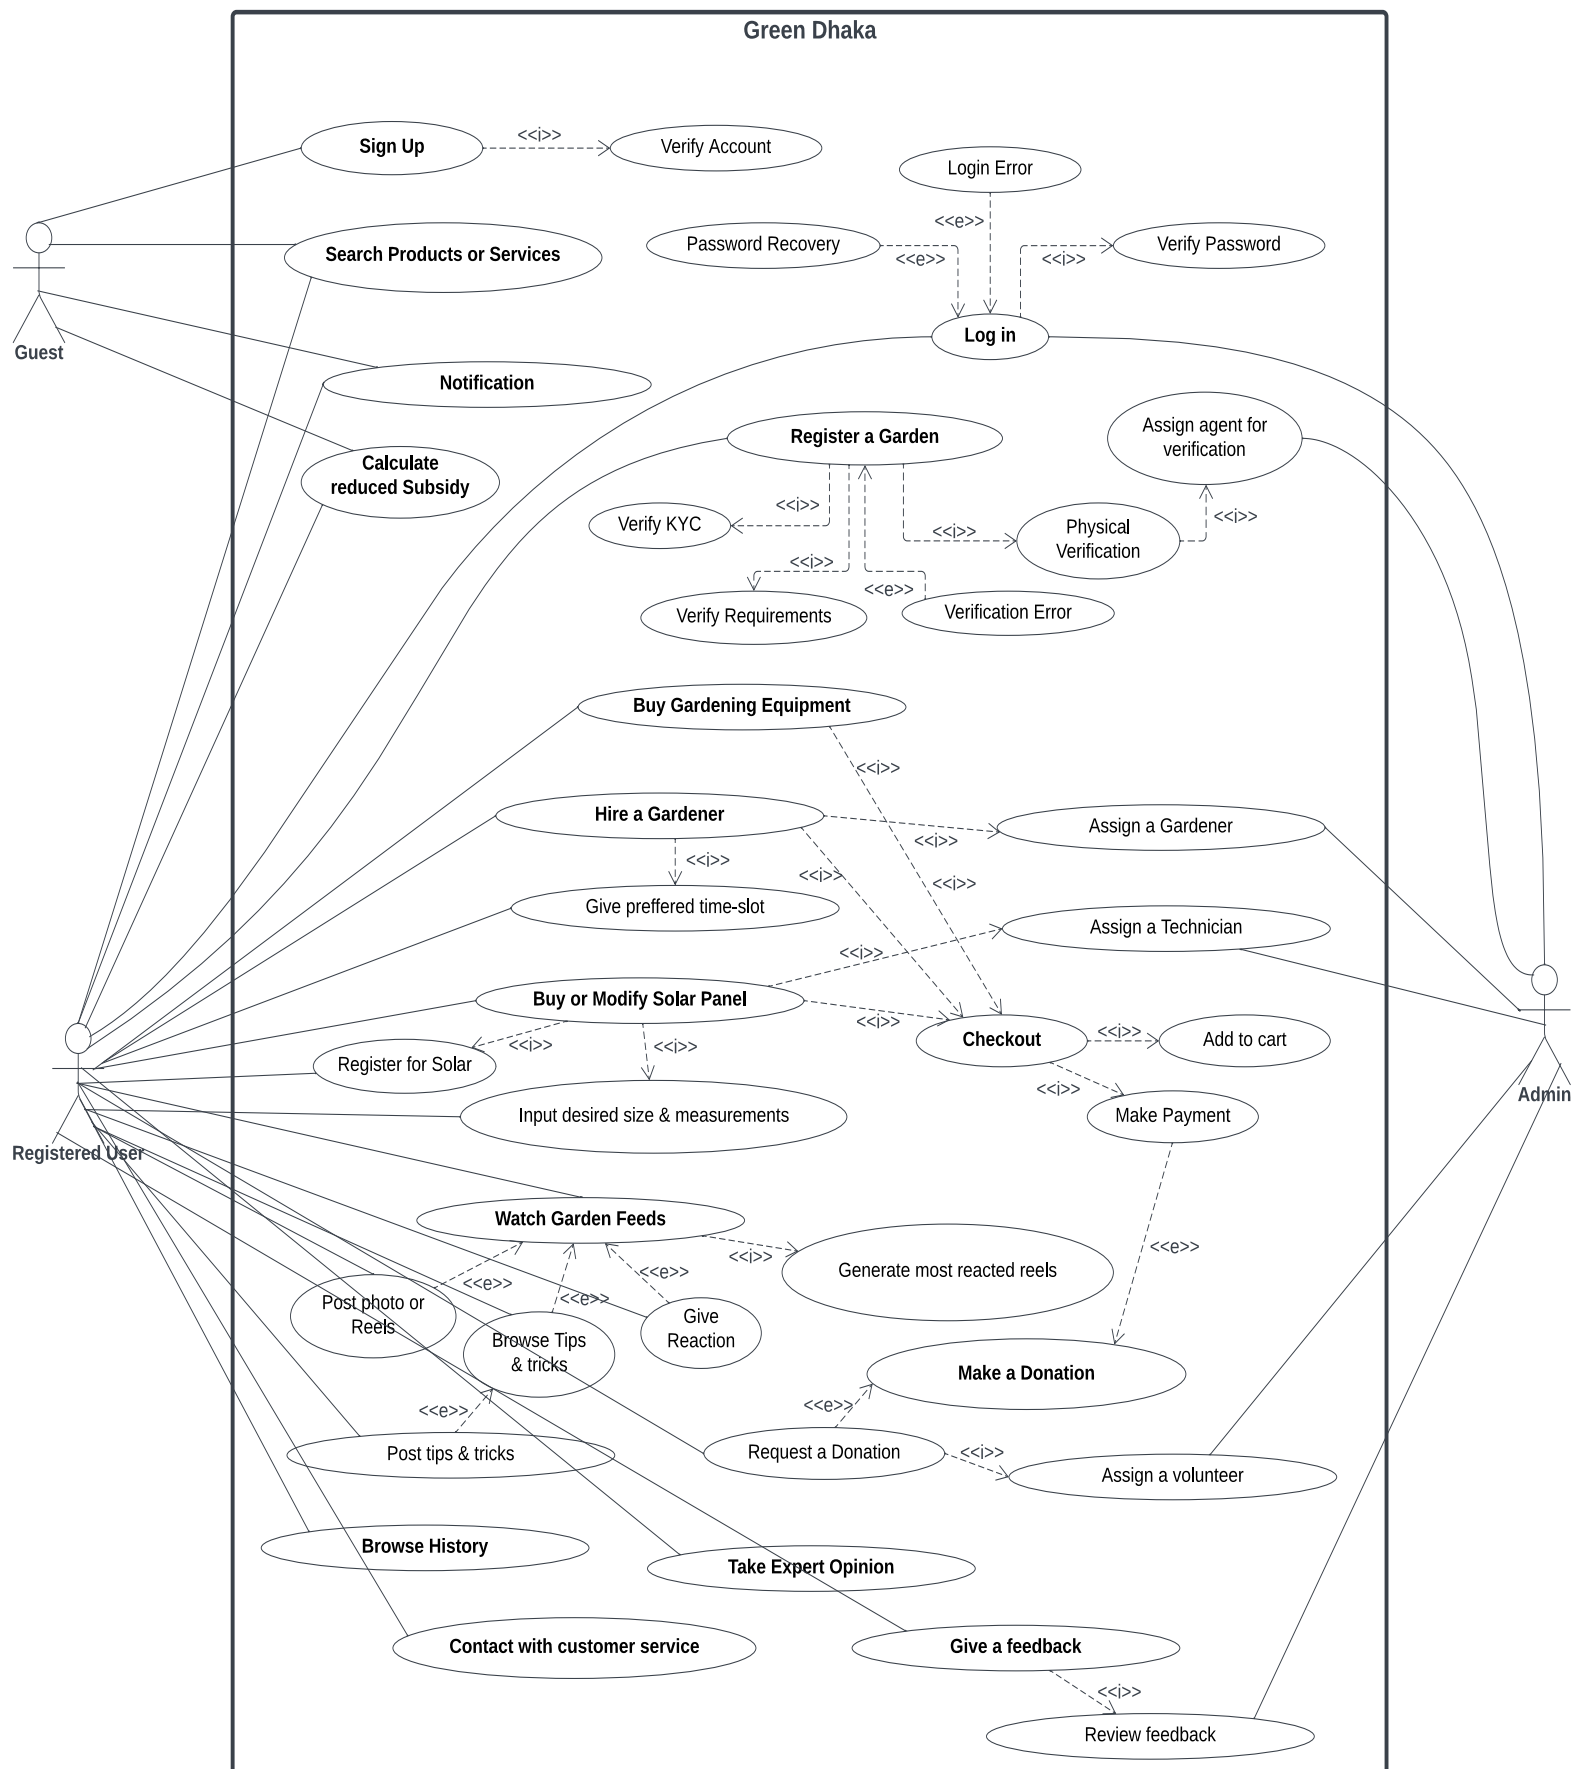 Green Dhaka
Sign Up
<<i>>
Verify Account
Login Error
<<e>>
Password Recovery
<<e>>
<<i>>
Verify Password
Search Products or Services
Guest
Log in
Notification
Calculate
reduced Subsidy
Register a Garden
Assign agent for
verification
<<i>>
Verify KYC
<<i>>
Physical
Verification
<<i>>
<<i>>
<<e>>
Verify Requirements
Verification Error
Buy Gardening Equipment
<<i>>
Hire a Gardener
<<i>>
Assign a Gardener
<<i>>
<<i>>
<<i>>
Give preffered time-slot
Assign a Technician
<<i>>
Buy or Modify Solar Panel
<<i>>
Checkout
<<i>>
Add to cart
<<i>>
<<i>>
Register for Solar
<<i>>
Input desired size & measurements
Make Payment
Admin
Registered User
Watch Garden Feeds
<<i>>
<<e>>
<<e>>
<<e>>
<<e>>
Generate most reacted reels
Post photo or
Reels
Give
Reaction
Browse Tips
& tricks
Make a Donation
<<e>>
<<e>>
Post tips & tricks
Request a Donation
<<i>>
Assign a volunteer
Browse History
Take Expert Opinion
Contact with customer service
Give a feedback
<<i>>
Review feedback